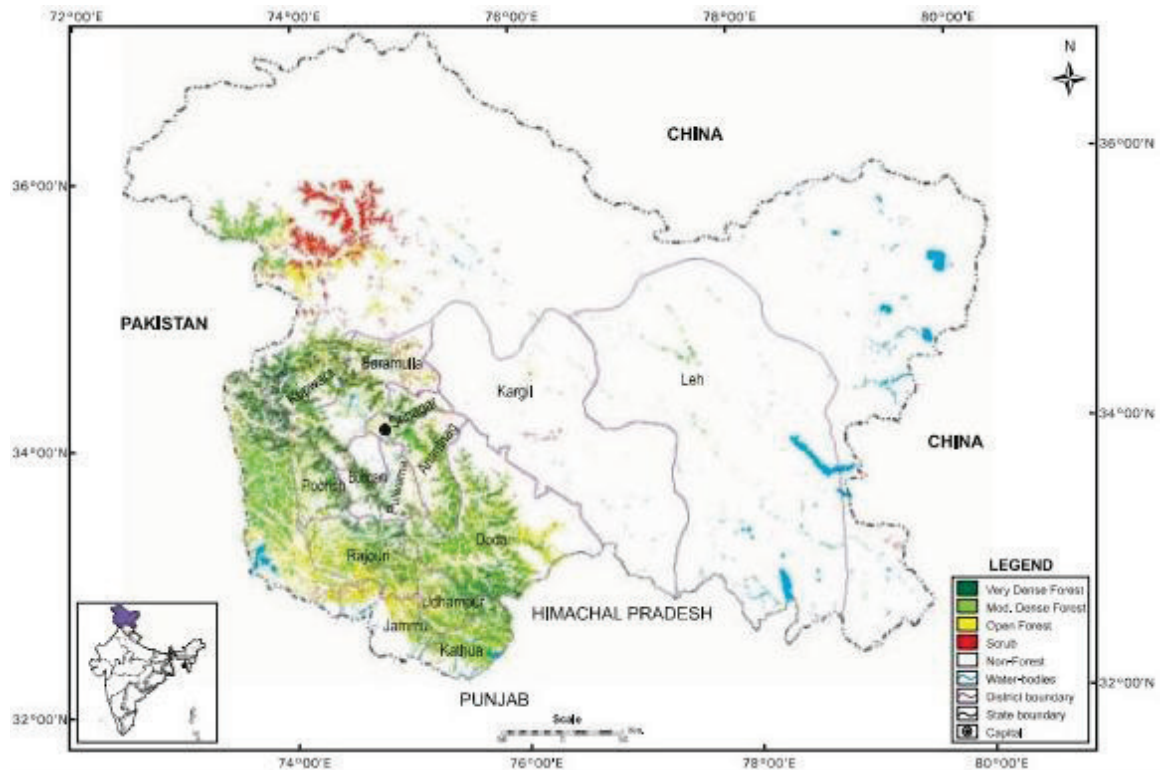 72°00'E
74°00'E
76°00'E
78°00'E
80°00'E
N
CHINA
36°00'N
36°00'N
PAKISTAN
Kupwara
Leh
Kargil
Srinagar
34°00'N
34°00'N
CHINA
Anantnag
Poonch
Rajouri
Doda
Udhampur
HIMACHAL PRADESH
Jammu
Kathua
PUNJAB
32°00'N
32°00'N
LEGEND
Very Dense Forest
Mod. Dense Forest
Open Forest
Scrub
Non-Forest
Water-bodies
District boundary
State boundary
Capital
Scale
Km.
74°00'E
76°00'E
78°00'E
80°00'E